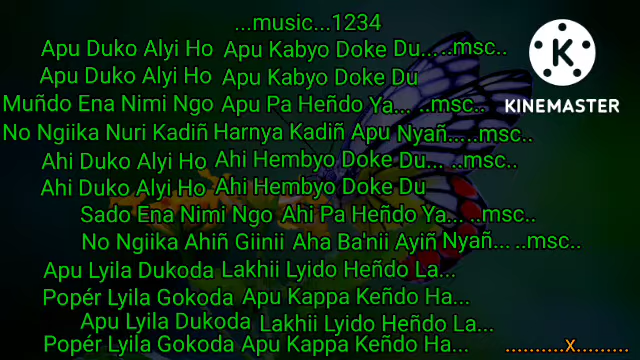 ...music...1234
Apu Duko Alyi Ho Apu Kabyo Doke Du.....msc..
Apu Duko Alyi Ho Apu Kabyo Doke Du
Muñdo Ena Nimi Ngo Apu Pa Heñdo Ya... ..msc..
No Ngiika Nuri Kadiñ Harnya Kadiñ Apu Nyañ.....msc..
Ahi Duko Alyi Ho Ahi Hembyo Doke Du... ..msc..
Ahi Duko Alyi Ho Ahi Hembyo Doke Du
Sado Ena Nimi Ngo Ahi Pa Heñdo Ya... ..msc..
No Ngiika Ahiñ Giinii Aha Ba'nii Ayiñ Nyañ... ..msc..
Apu Lyila Dukoda Lakhii Lyido Heñdo La...
Popér Lyila Gokoda Apu Kappa Keñdo Ha...
Apu Lyila Dukoda Lakhii Lyido Heñdo La...
Popér Lyila Gokoda Apu Kappa Keñdo Ha...
..........x.........
K
KINEMASTER